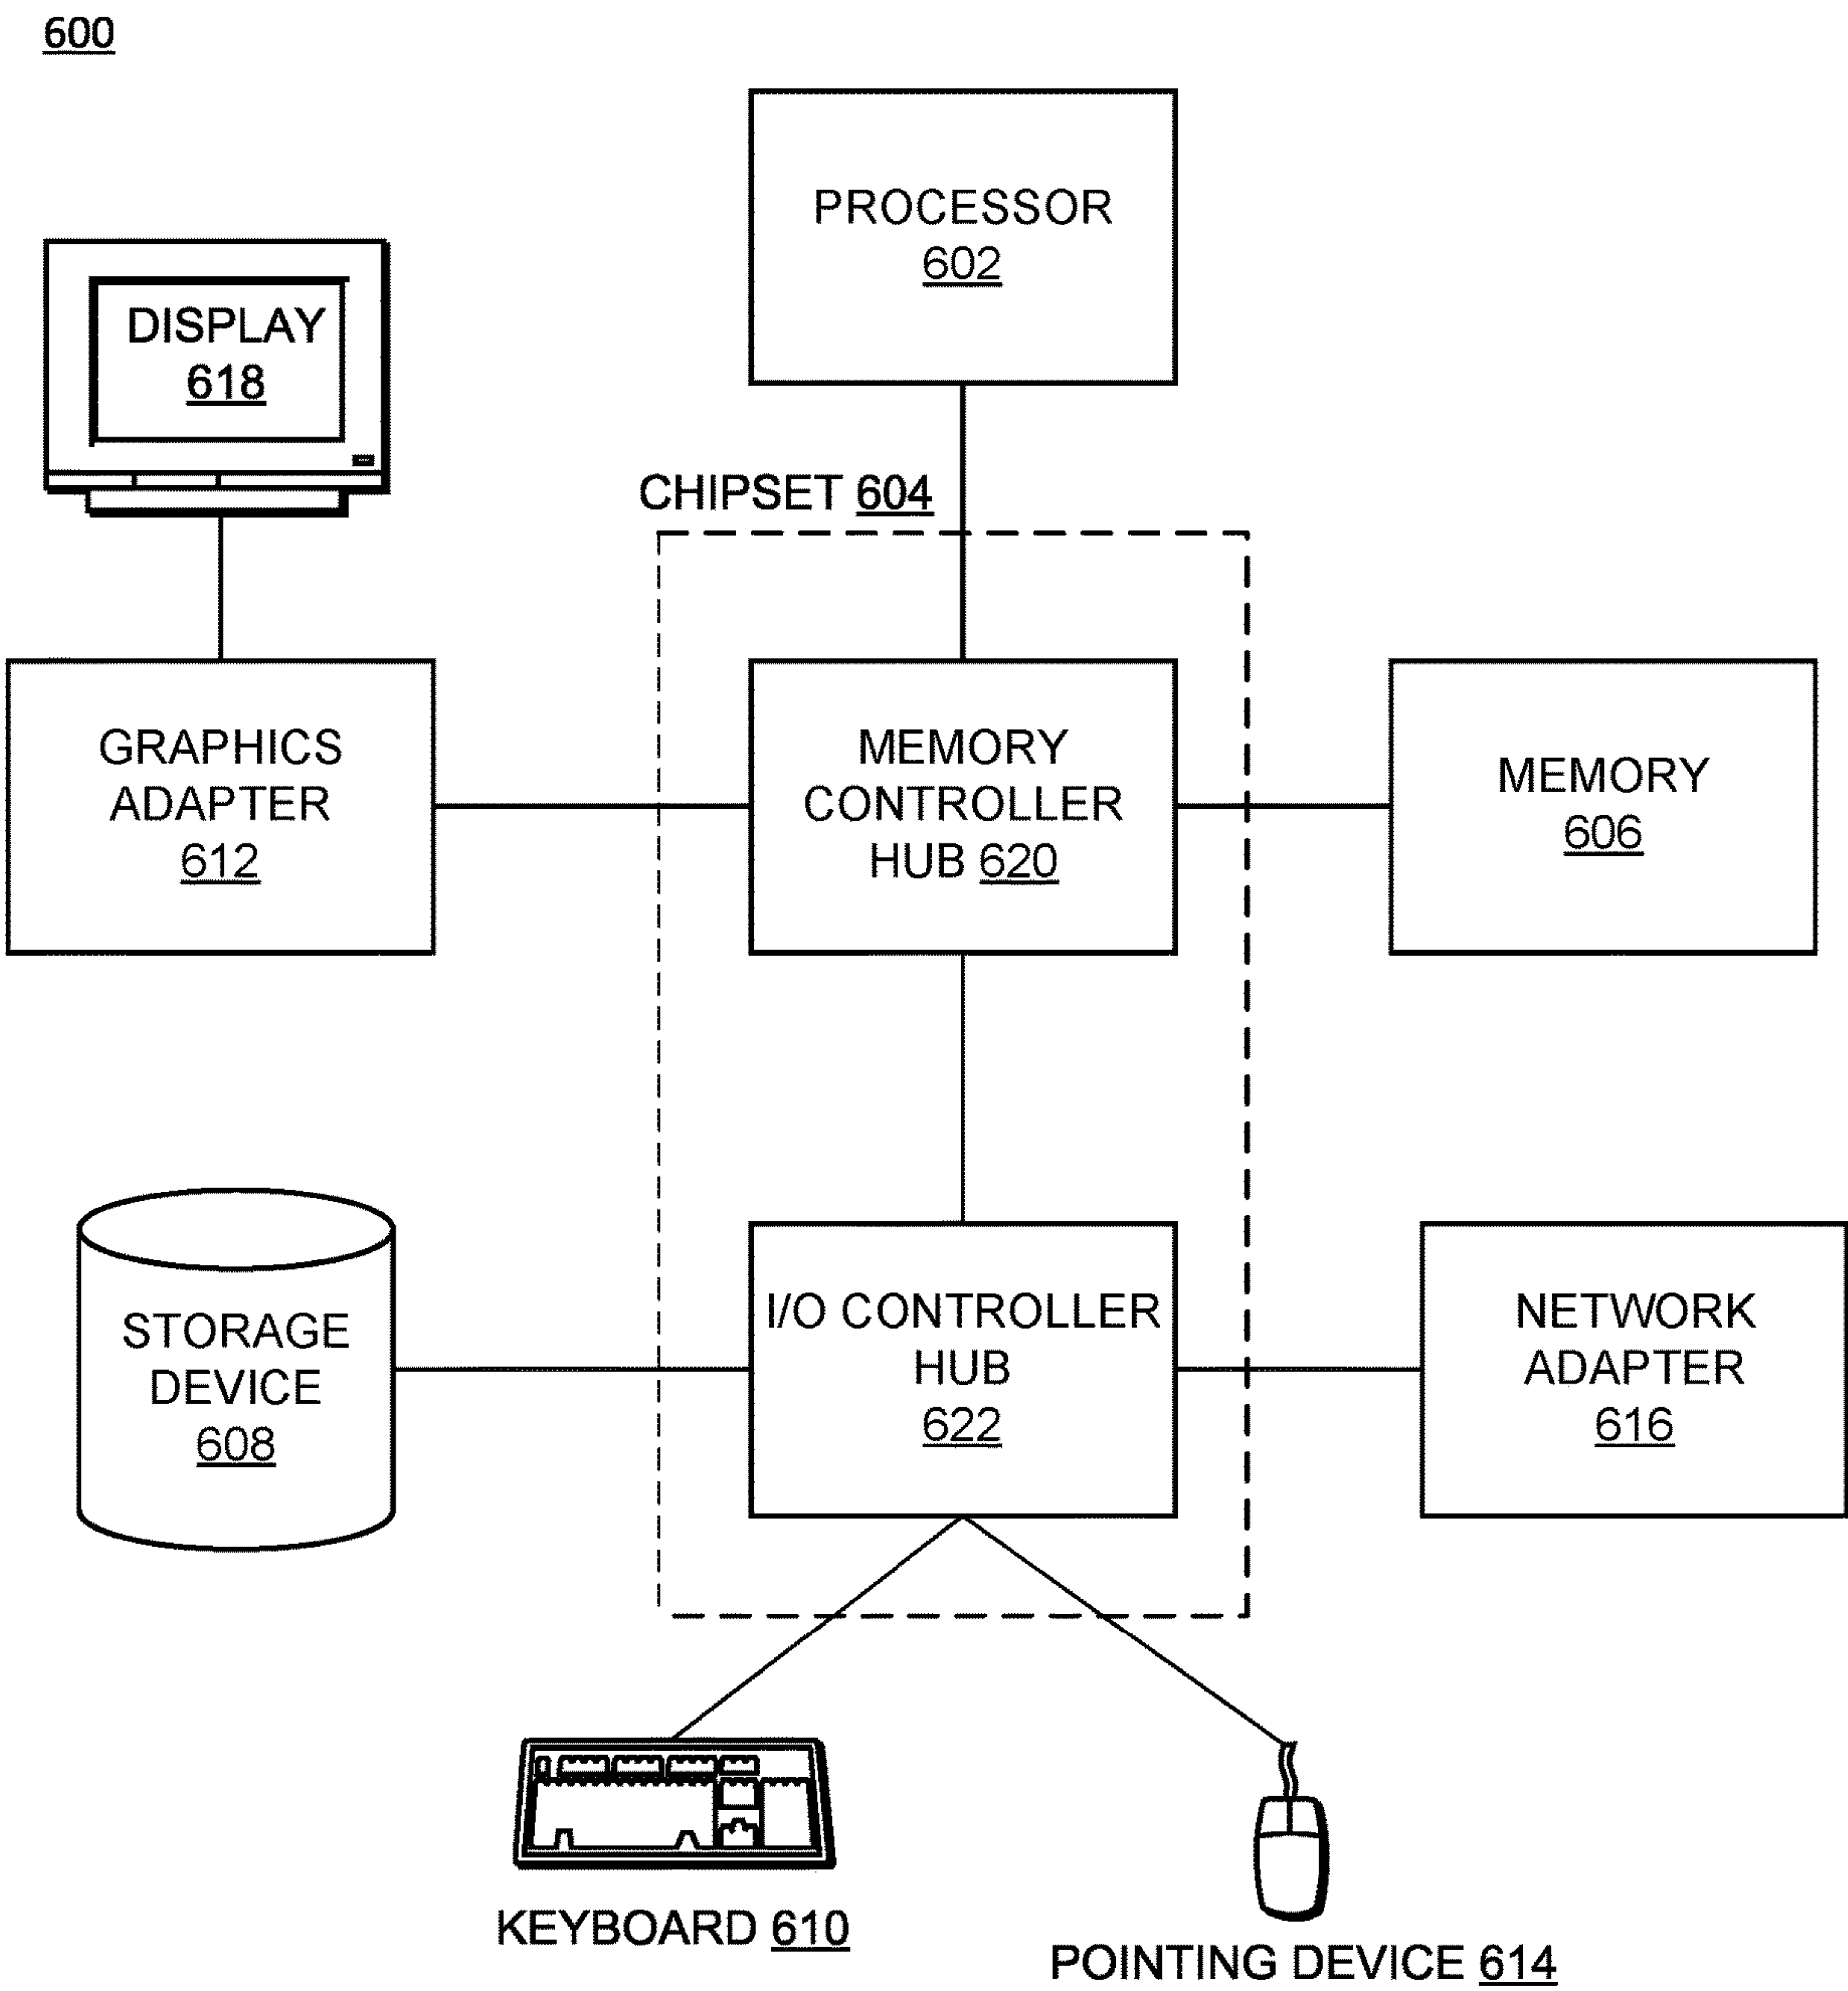 600
PROCESSOR
602
DISPLAY
618
CHIPSET 604
GRAPHICS
ADAPTER
612
MEMORY
CONTROLLER
HUB 620
MEMORY
606
STORAGE
DEVICE
608
I/O CONTROLLER
HUB
622
NETWORK
ADAPTER
616
KEYBOARD 610
POINTING DEVICE 614